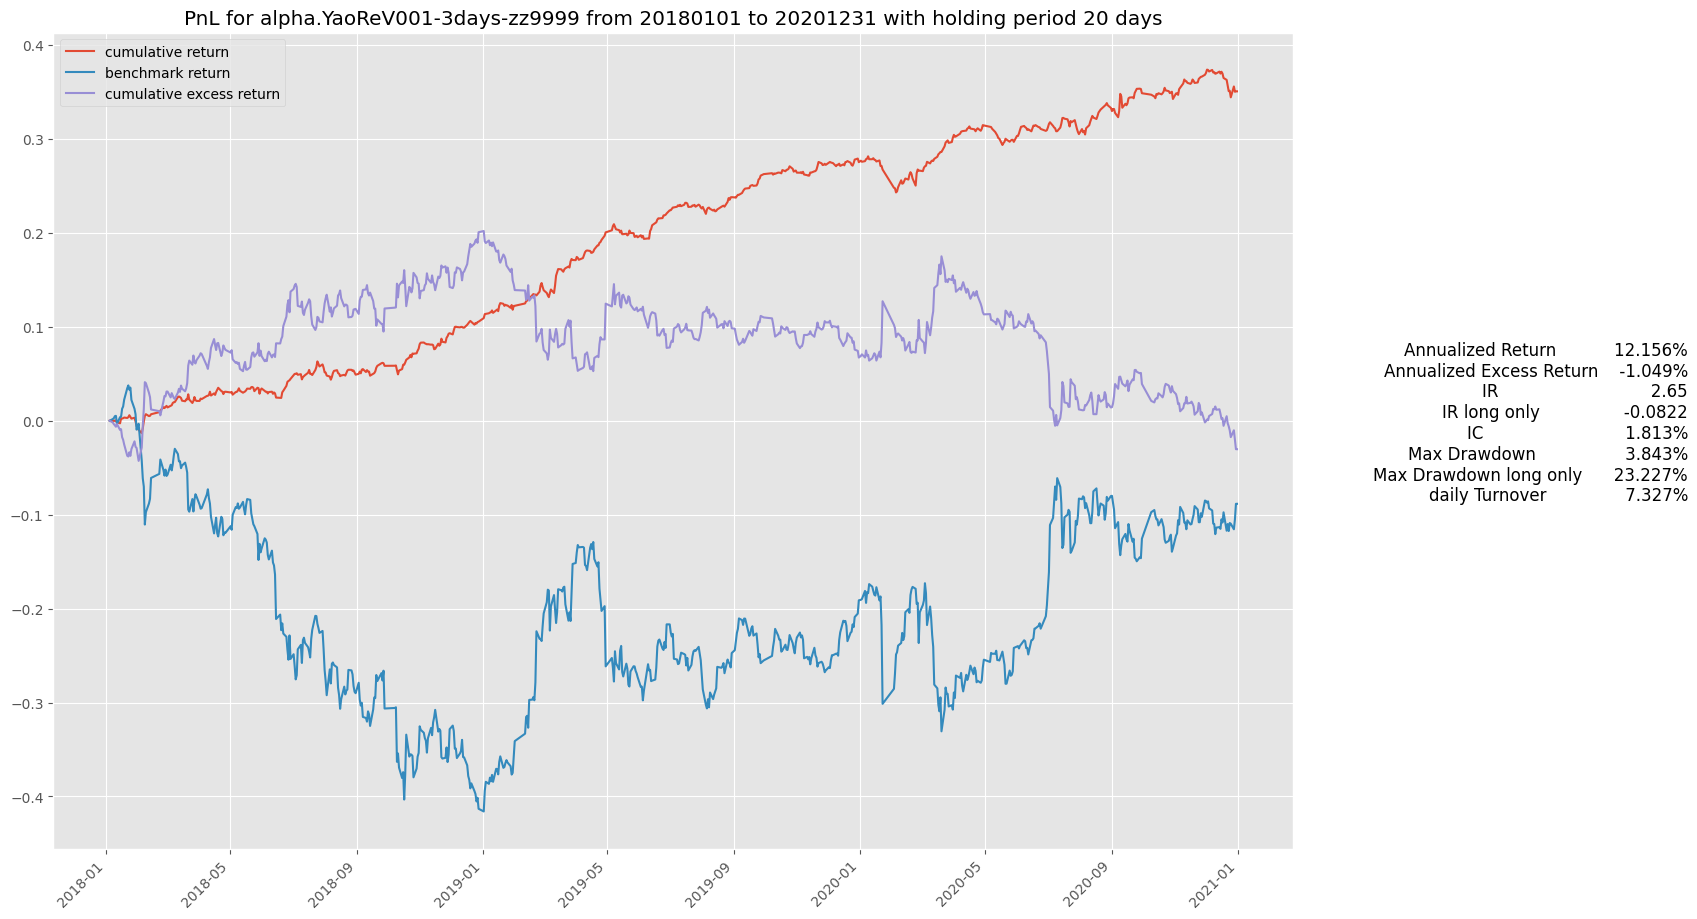 PnL for alpha.YaoReV001-3days-zz9999 from 20180101 to 20201231 with holding period 20 days
cumulative return
benchmark return
cumulative excess return
0.4
0.3
0.2
0.1
0.0
−0.1
−0.2
−0.3
−0.4
2018-01
2018-05
2018-09
2019-01
2019-05
2019-09
2020-01
2020-05
2020-09
2021-01
Annualized Return 12.156%
Annualized Excess Return -1.049%
IR 2.65
IR long only -0.0822
IC 1.813%
Max Drawdown 3.843%
Max Drawdown long only 23.227%
daily Turnover 7.327%